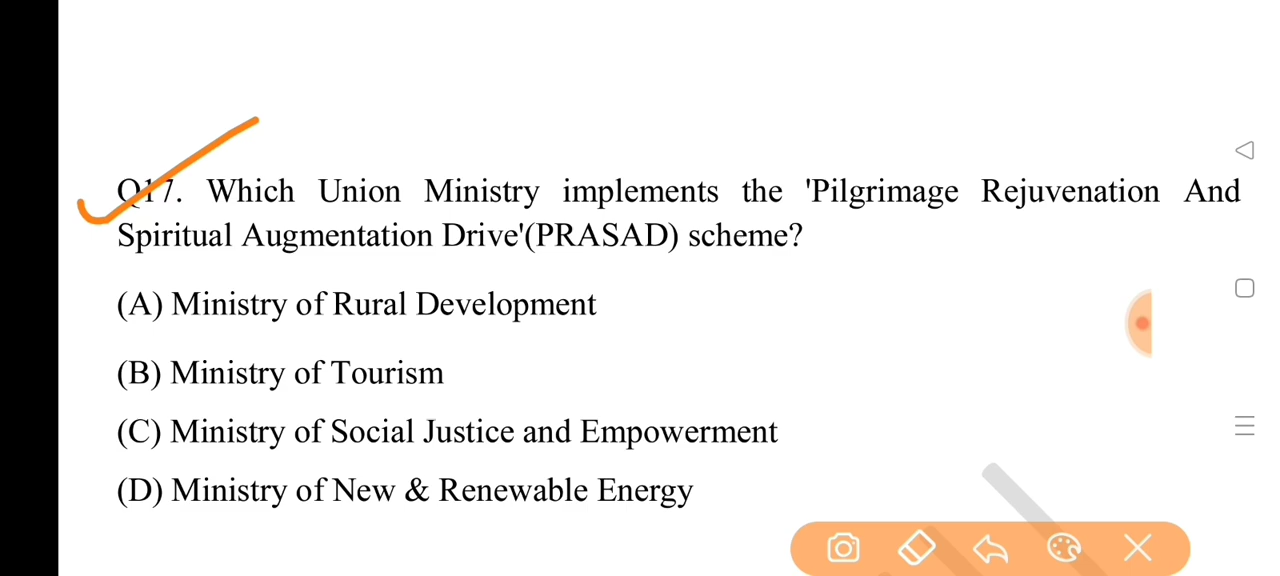 Q17. Which Union Ministry implements the 'Pilgrimage Rejuvenation And
Spiritual Augmentation Drive'(PRASAD) scheme?
(A) Ministry of Rural Development
(B) Ministry of Tourism
(C) Ministry of Social Justice and Empowerment
(D) Ministry of New & Renewable Energy